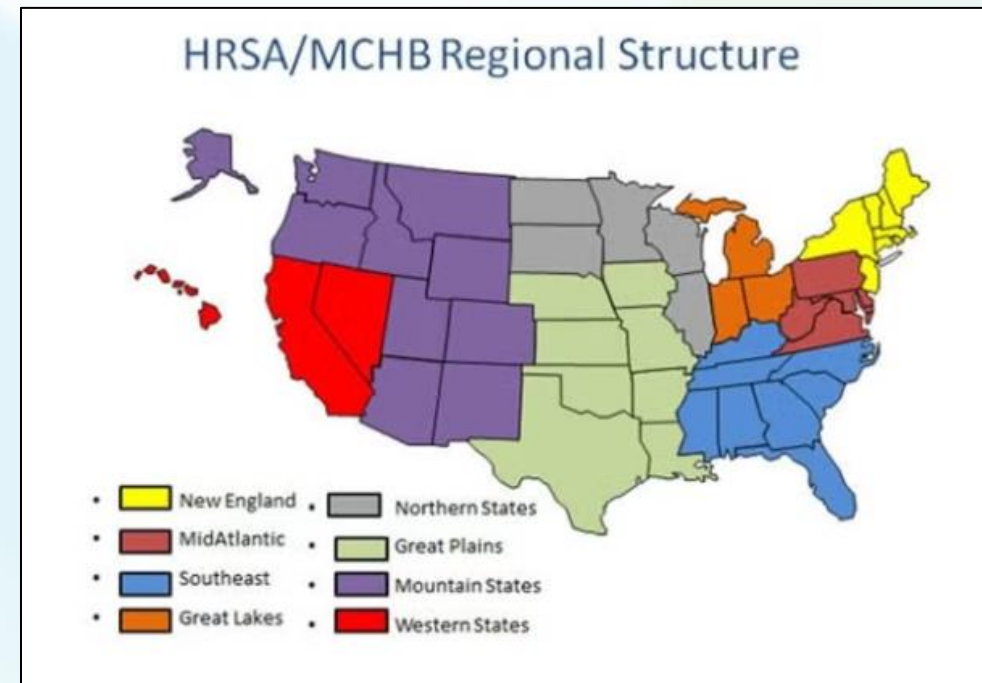 HRSA/MCHB Regional Structure
• New England
• MidAtlantic
• Southeast
• Great Lakes
• Northern States
• Great Plains
• Mountain States
• Western States